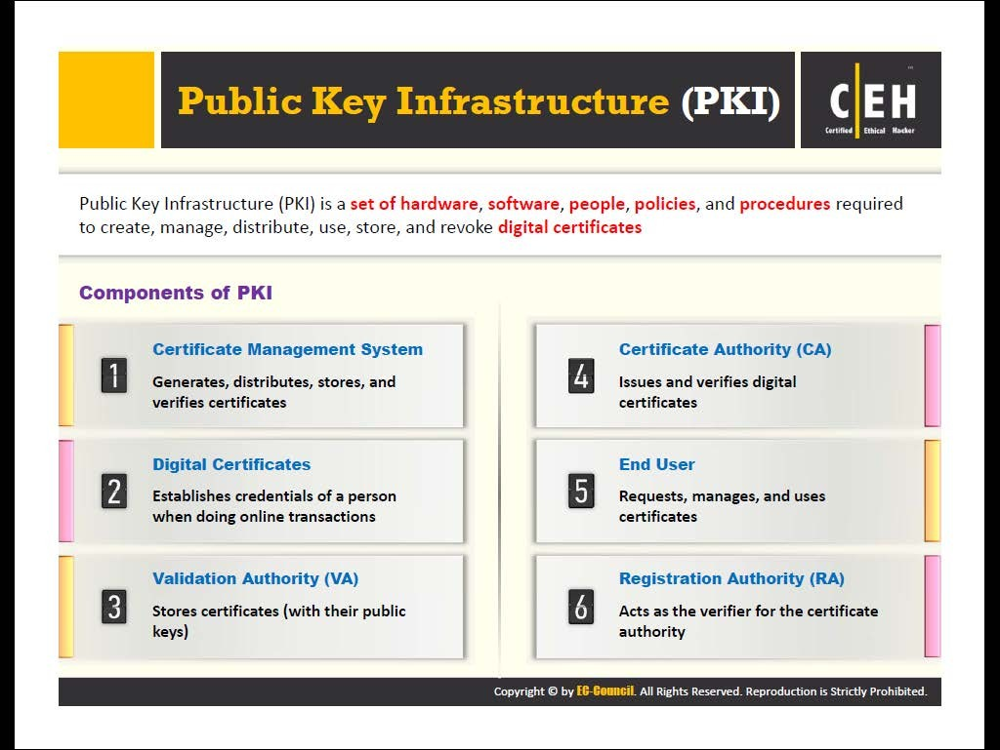 Public Key Infrastructure (PKI)
C|EH
™
Certified Ethical Hacker
Public Key Infrastructure (PKI) is a set of hardware, software, people, policies, and procedures required
to create, manage, distribute, use, store, and revoke digital certificates
Components of PKI
1
Certificate Management System
Generates, distributes, stores, and
verifies certificates
2
Digital Certificates
Establishes credentials of a person
when doing online transactions
3
Validation Authority (VA)
Stores certificates (with their public
keys)
4
Certificate Authority (CA)
Issues and verifies digital
certificates
5
End User
Requests, manages, and uses
certificates
6
Registration Authority (RA)
Acts as the verifier for the certificate
authority
Copyright © by EC-Council. All Rights Reserved. Reproduction is Strictly Prohibited.